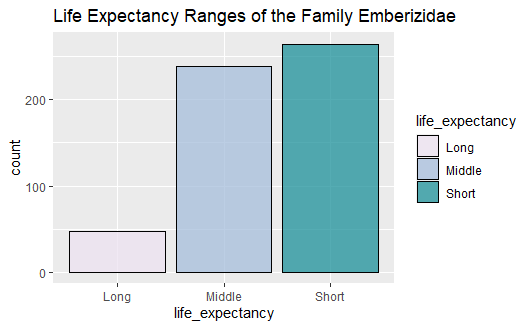 Life Expectancy Ranges of the Family Emberizidae
count
200
100
0
Long
Middle
Short
life_expectancy
life_expectancy
Long
Middle
Short